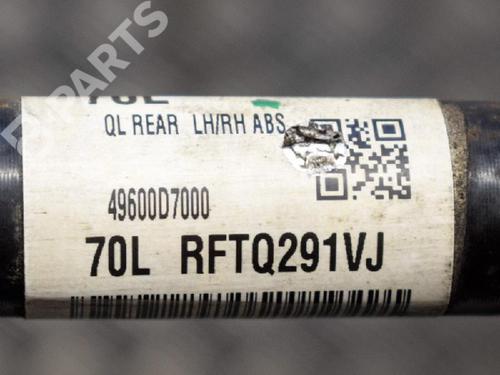 PARTS
QL REAR LH/RH ABS
49600D7000
70L RFTQ291VJ